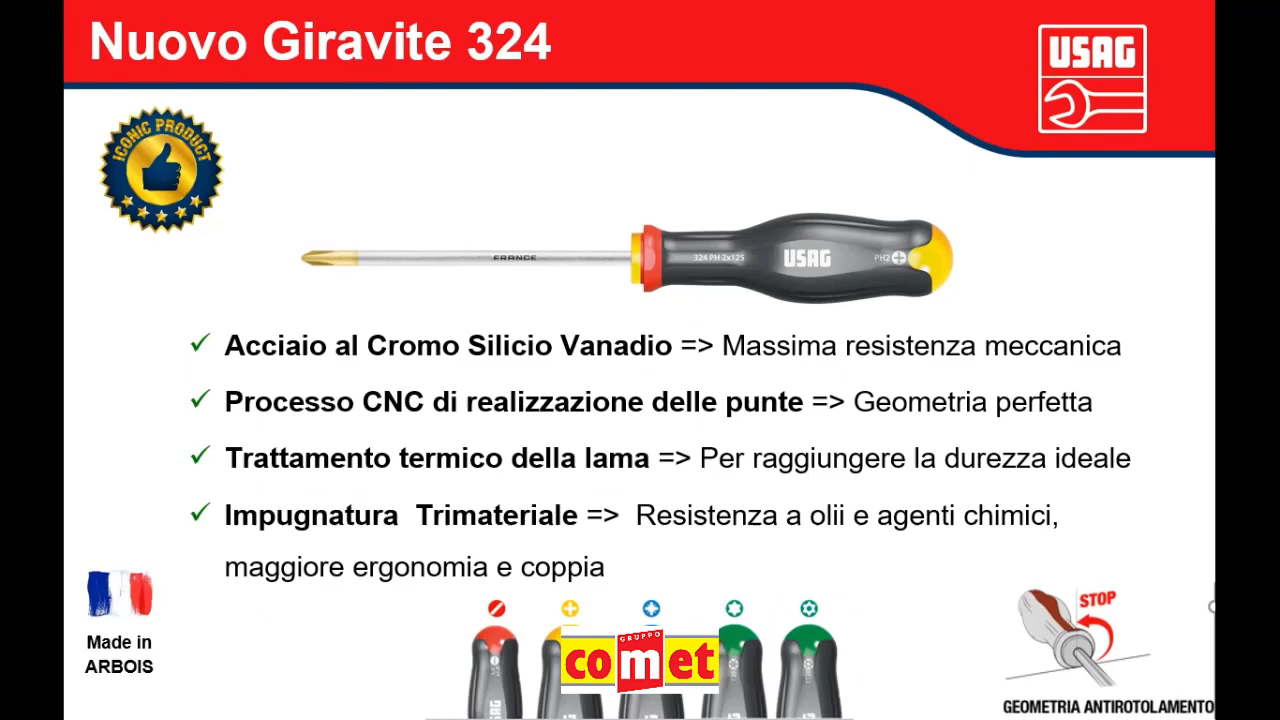 Nuovo Giravite 324
USAG
ICONIC PRODUCT
FRANCE
324 PH 2x125
USAG
PH2
Acciaio al Cromo Silicio Vanadio => Massima resistenza meccanica
Processo CNC di realizzazione delle punte => Geometria perfetta
Trattamento termico della lama => Per raggiungere la durezza ideale
Impugnatura Trimateriale => Resistenza a olii e agenti chimici,
maggiore ergonomia e coppia
Made in
ARBOIS
USAG
GRUPPO
comet
STOP
GEOMETRIA ANTIROTOLAMENTO